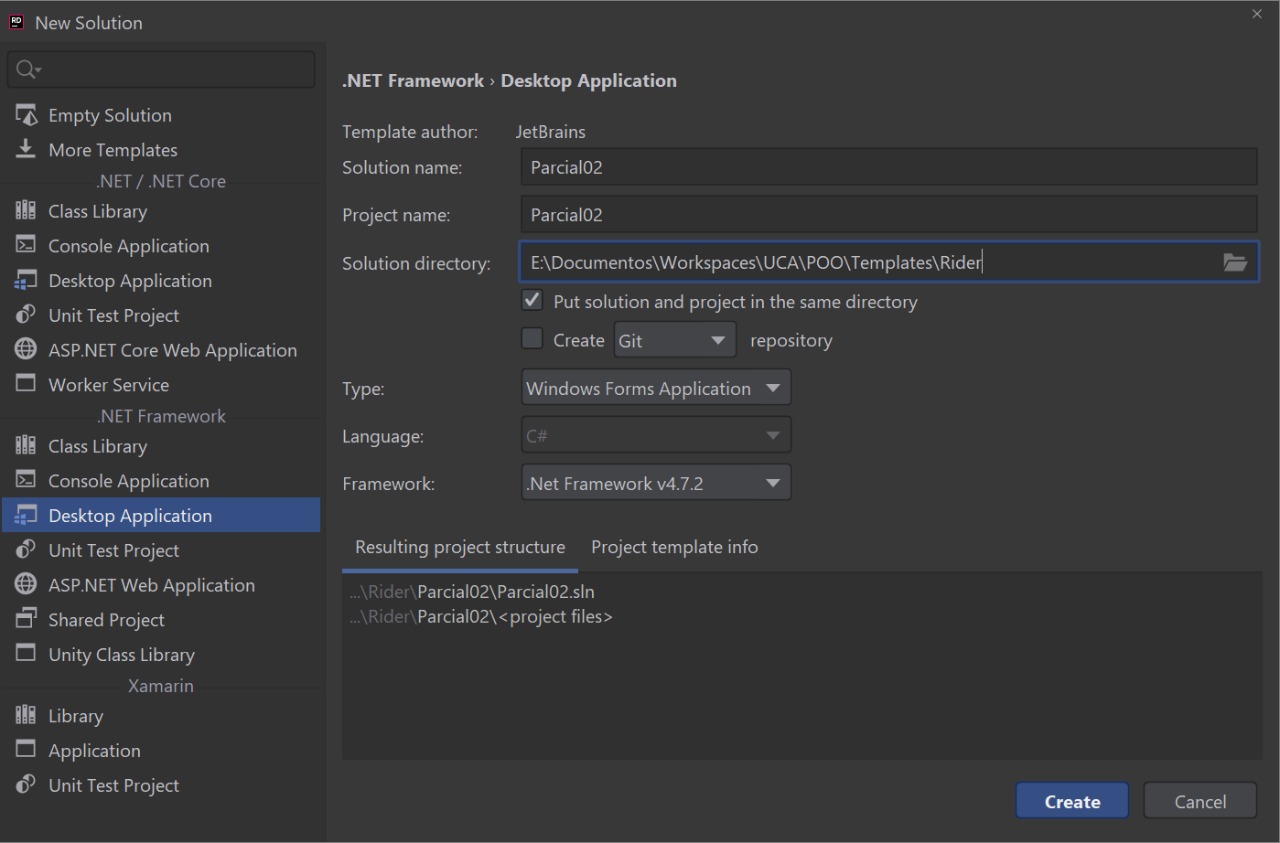 New Solution
Empty Solution
More Templates
.NET / .NET Core
Class Library
Console Application
Desktop Application
Unit Test Project
ASP.NET Core Web Application
Worker Service
.NET Framework
Class Library
Console Application
Desktop Application
Unit Test Project
ASP.NET Web Application
Shared Project
Unity Class Library
Xamarin
Library
Application
Unit Test Project
.NET Framework › Desktop Application
Template author: JetBrains
Solution name: Parcial02
Project name: Parcial02
Solution directory: E:\Documentos\Workspaces\UCA\POO\Templates\Rider
Put solution and project in the same directory
Create Git repository
Type: Windows Forms Application
Language: C#
Framework: .Net Framework v4.7.2
Resulting project structure Project template info
...\Rider\Parcial02\Parcial02.sln
...\Rider\Parcial02\<project files>
Create Cancel